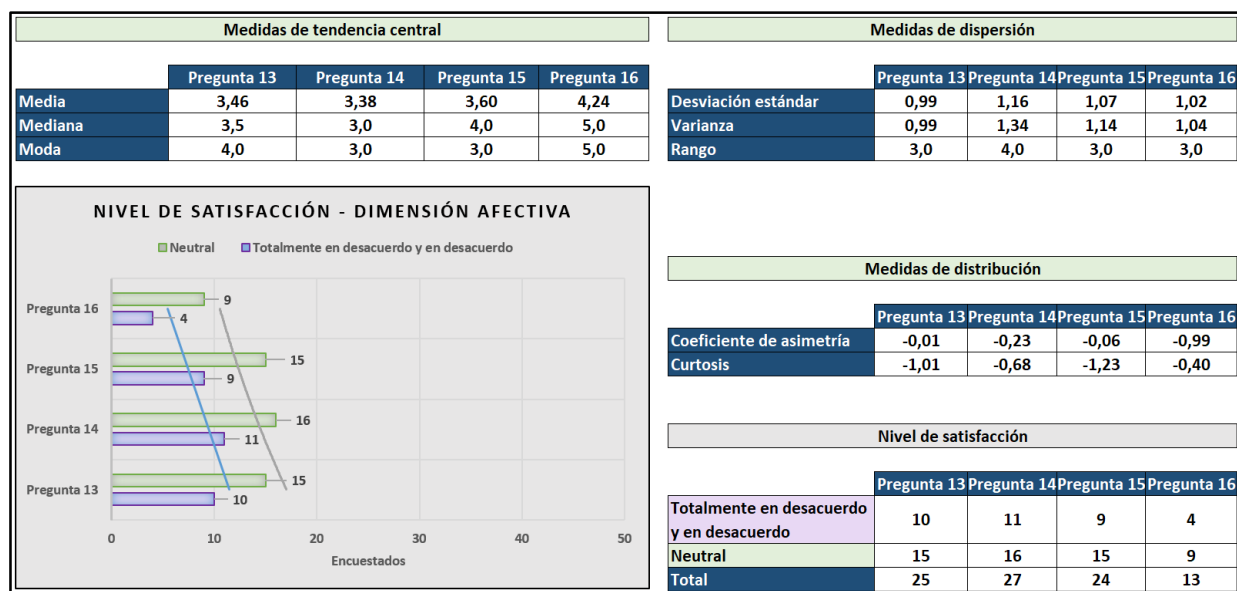 Medidas de tendencia central
Pregunta 13 Pregunta 14 Pregunta 15 Pregunta 16
Media 3,46 3,38 3,60 4,24
Mediana 3,5 3,0 4,0 5,0
Moda 4,0 3,0 3,0 5,0
Medidas de dispersión
Pregunta 13 Pregunta 14 Pregunta 15 Pregunta 16
Desviación estándar 0,99 1,16 1,07 1,02
Varianza 0,99 1,34 1,14 1,04
Rango 3,0 4,0 3,0 3,0
NIVEL DE SATISFACCIÓN - DIMENSIÓN AFECTIVA
Neutral Totalmente en desacuerdo y en desacuerdo
Pregunta 16 9
4
Pregunta 15 15
9
Pregunta 14 16
11
Pregunta 13 15
10
0 10 20 30 40 50
Encuestados
Medidas de distribución
Pregunta 13 Pregunta 14 Pregunta 15 Pregunta 16
Coeficiente de asimetría -0,01 -0,23 -0,06 -0,99
Curtosis -1,01 -0,68 -1,23 -0,40
Nivel de satisfacción
Pregunta 13 Pregunta 14 Pregunta 15 Pregunta 16
Totalmente en desacuerdo
y en desacuerdo 10 11 9 4
Neutral 15 16 15 9
Total 25 27 24 13